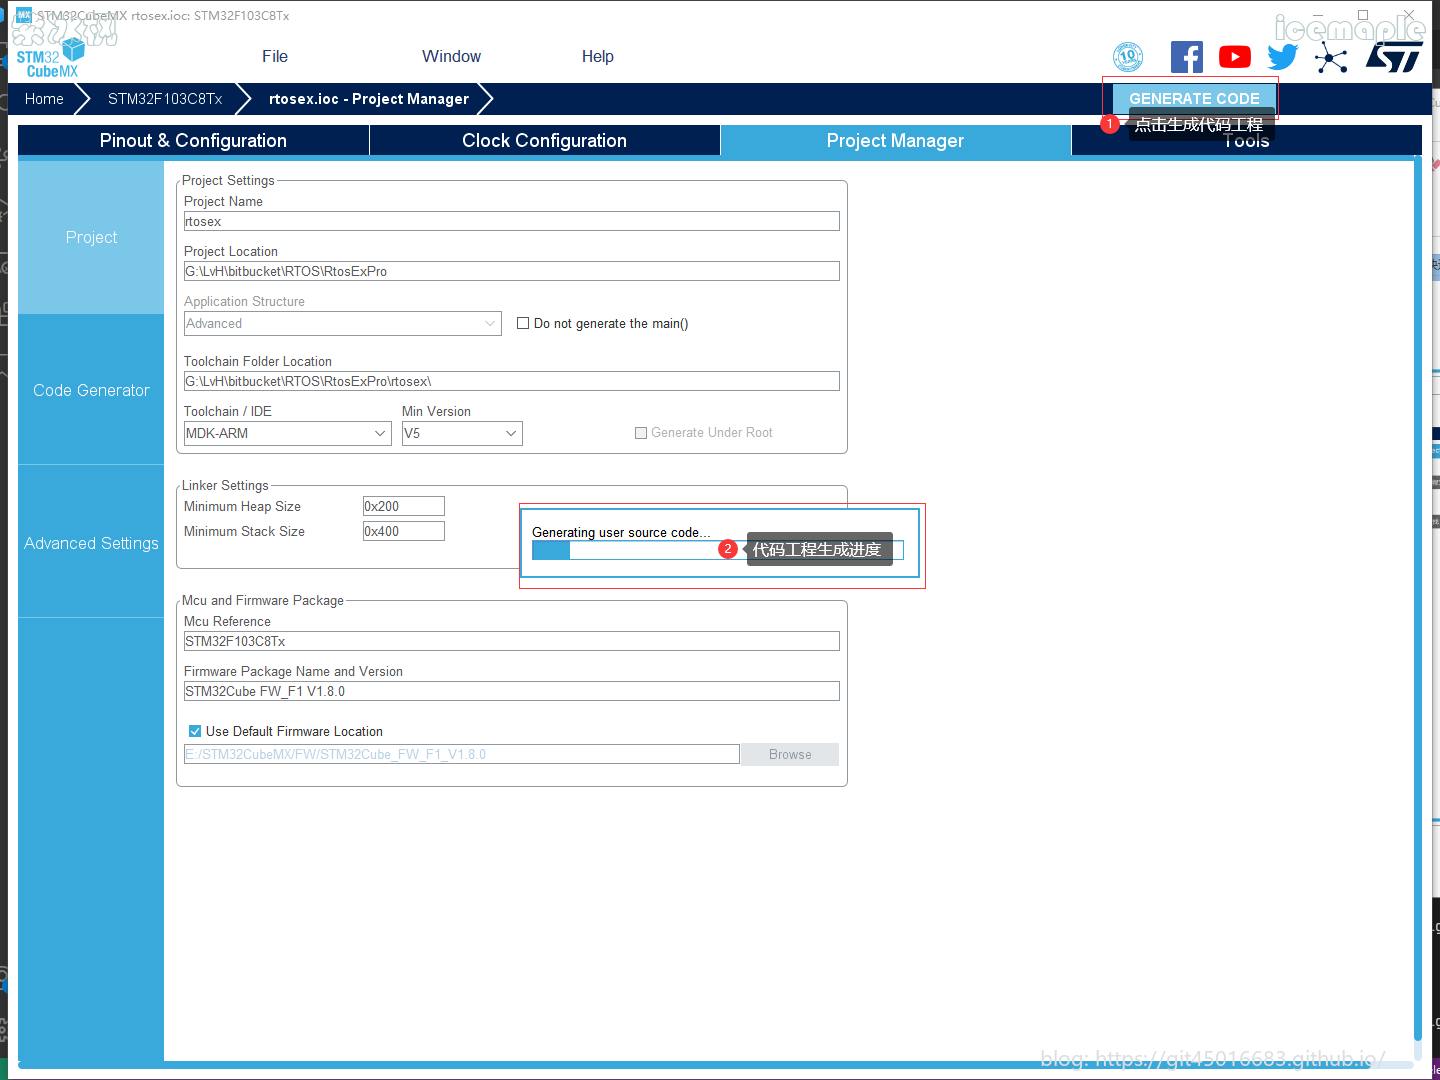 MX STM32CubeMX rtosex.ioc: STM32F103C8Tx
icemaple
STM32
CubeMX
File
Window
Help
10
Home
STM32F103C8Tx
rtosex.ioc - Project Manager
GENERATE CODE
1 点击生成代码工程
Pinout & Configuration
Clock Configuration
Project Manager
Tools
Project
Code Generator
Advanced Settings
Project Settings
Project Name
rtosex
Project Location
G:\LvH\bitbucket\RTOS\RtosExPro
Application Structure
Advanced
Do not generate the main()
Toolchain Folder Location
G:\LvH\bitbucket\RTOS\RtosExPro\rtosex\
Toolchain / IDE
Min Version
MDK-ARM
V5
Generate Under Root
Linker Settings
Minimum Heap Size
0x200
Minimum Stack Size
0x400
Generating user source code...
2 代码工程生成进度
Mcu and Firmware Package
Mcu Reference
STM32F103C8Tx
Firmware Package Name and Version
STM32Cube FW_F1 V1.8.0
Use Default Firmware Location
E:/STM32CubeMX/FW/STM32Cube_FW_F1_V1.8.0
Browse
blog: https://git45016683.github.io/